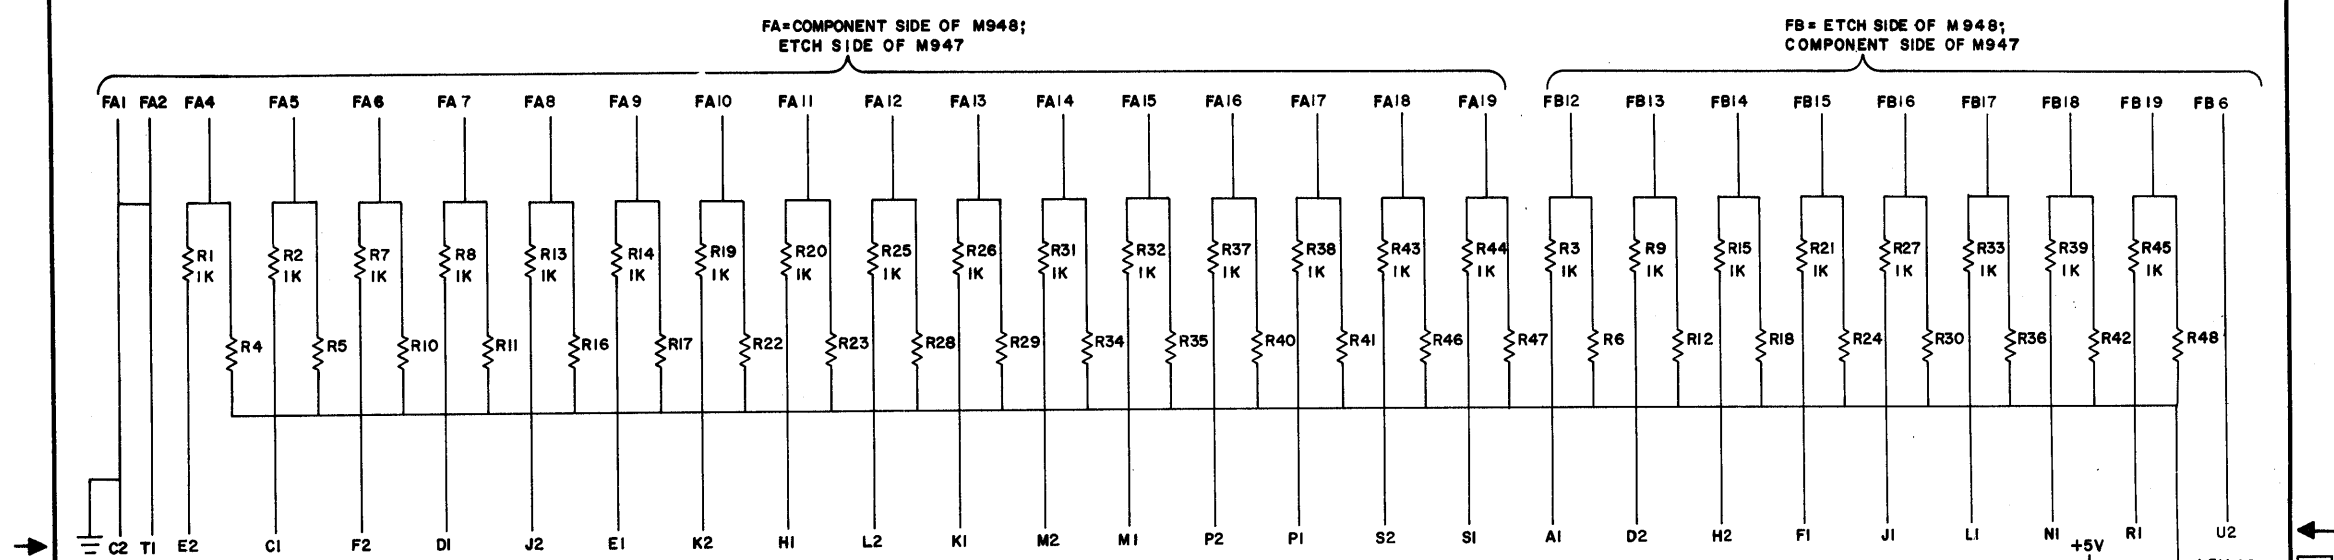 FA=COMPONENT SIDE OF M948;
ETCH SIDE OF M947
FB= ETCH SIDE OF M948;
COMPONENT SIDE OF M947
FA1 FA2 FA4 FA5 FA6 FA7 FA8 FA9 FA10 FA11 FA12 FA13 FA14 FA15 FA16 FA17 FA18 FA19 FB12 FB13 FB14 FB15 FB16 FB17 FB18 FB19 FB6
R1 R2 R7 R8 R13 R14 R19 R20 R25 R26 R31 R32 R37 R38 R43 R44 R3 R9 R15 R21 R27 R33 R39 R45
1K 1K 1K 1K 1K 1K 1K 1K 1K 1K 1K 1K 1K 1K 1K 1K 1K 1K 1K 1K 1K 1K 1K 1K
R4 R5 R10 R11 R16 R17 R22 R23 R28 R29 R34 R35 R40 R41 R46 R47 R6 R12 R18 R24 R30 R36 R42 R48
C2 T1 E2 C1 F2 D1 J2 E1 K2 H1 L2 K1 M2 M1 P2 P1 S2 S1 A1 D2 H2 F1 J1 L1 N1 R1 U2
+5V